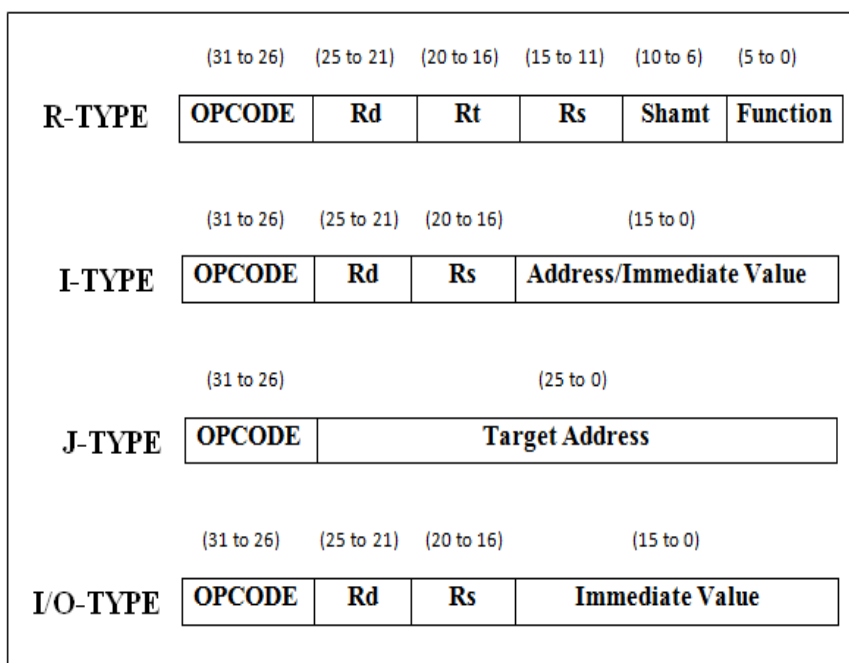 (31 to 26) (25 to 21) (20 to 16) (15 to 11) (10 to 6) (5 to 0)
R-TYPE OPCODE Rd Rt Rs Shamt Function
(31 to 26) (25 to 21) (20 to 16) (15 to 0)
I-TYPE OPCODE Rd Rs Address/Immediate Value
(31 to 26) (25 to 0)
J-TYPE OPCODE Target Address
(31 to 26) (25 to 21) (20 to 16) (15 to 0)
I/O-TYPE OPCODE Rd Rs Immediate Value